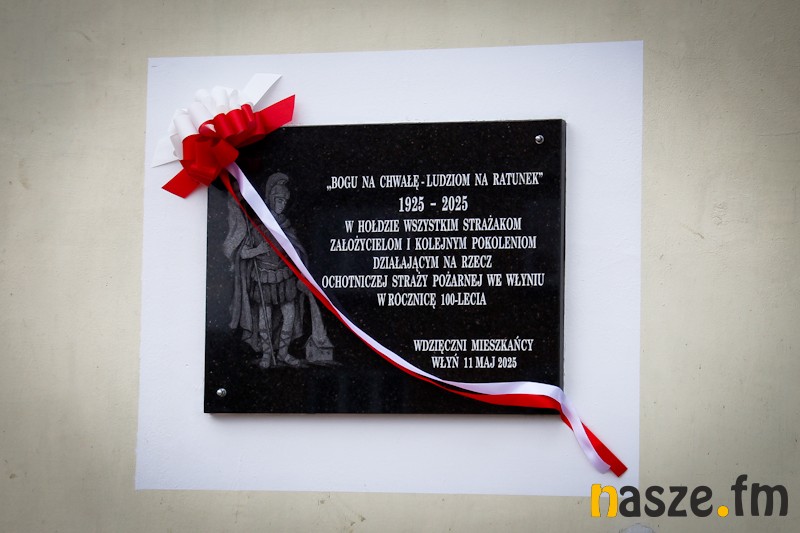 „BOGU NA CHWAŁĘ - LUDZIOM NA RATUNEK”
1925 - 2025
W HOŁDZIE WSZYSTKIM STRAŻAKOM
ZAŁOŻYCIELOM I KOLEJNYM POKOLENIOM
DZIAŁAJĄCYM NA RZECZ
OCHOTNICZEJ STRAŻY POŻARNEJ WE WŁYNIU
W ROCZNICĘ 100-LECIA
WDZIĘCZNI MIESZKAŃCY
WŁYŃ 11 MAJ 2025
nasze.fm